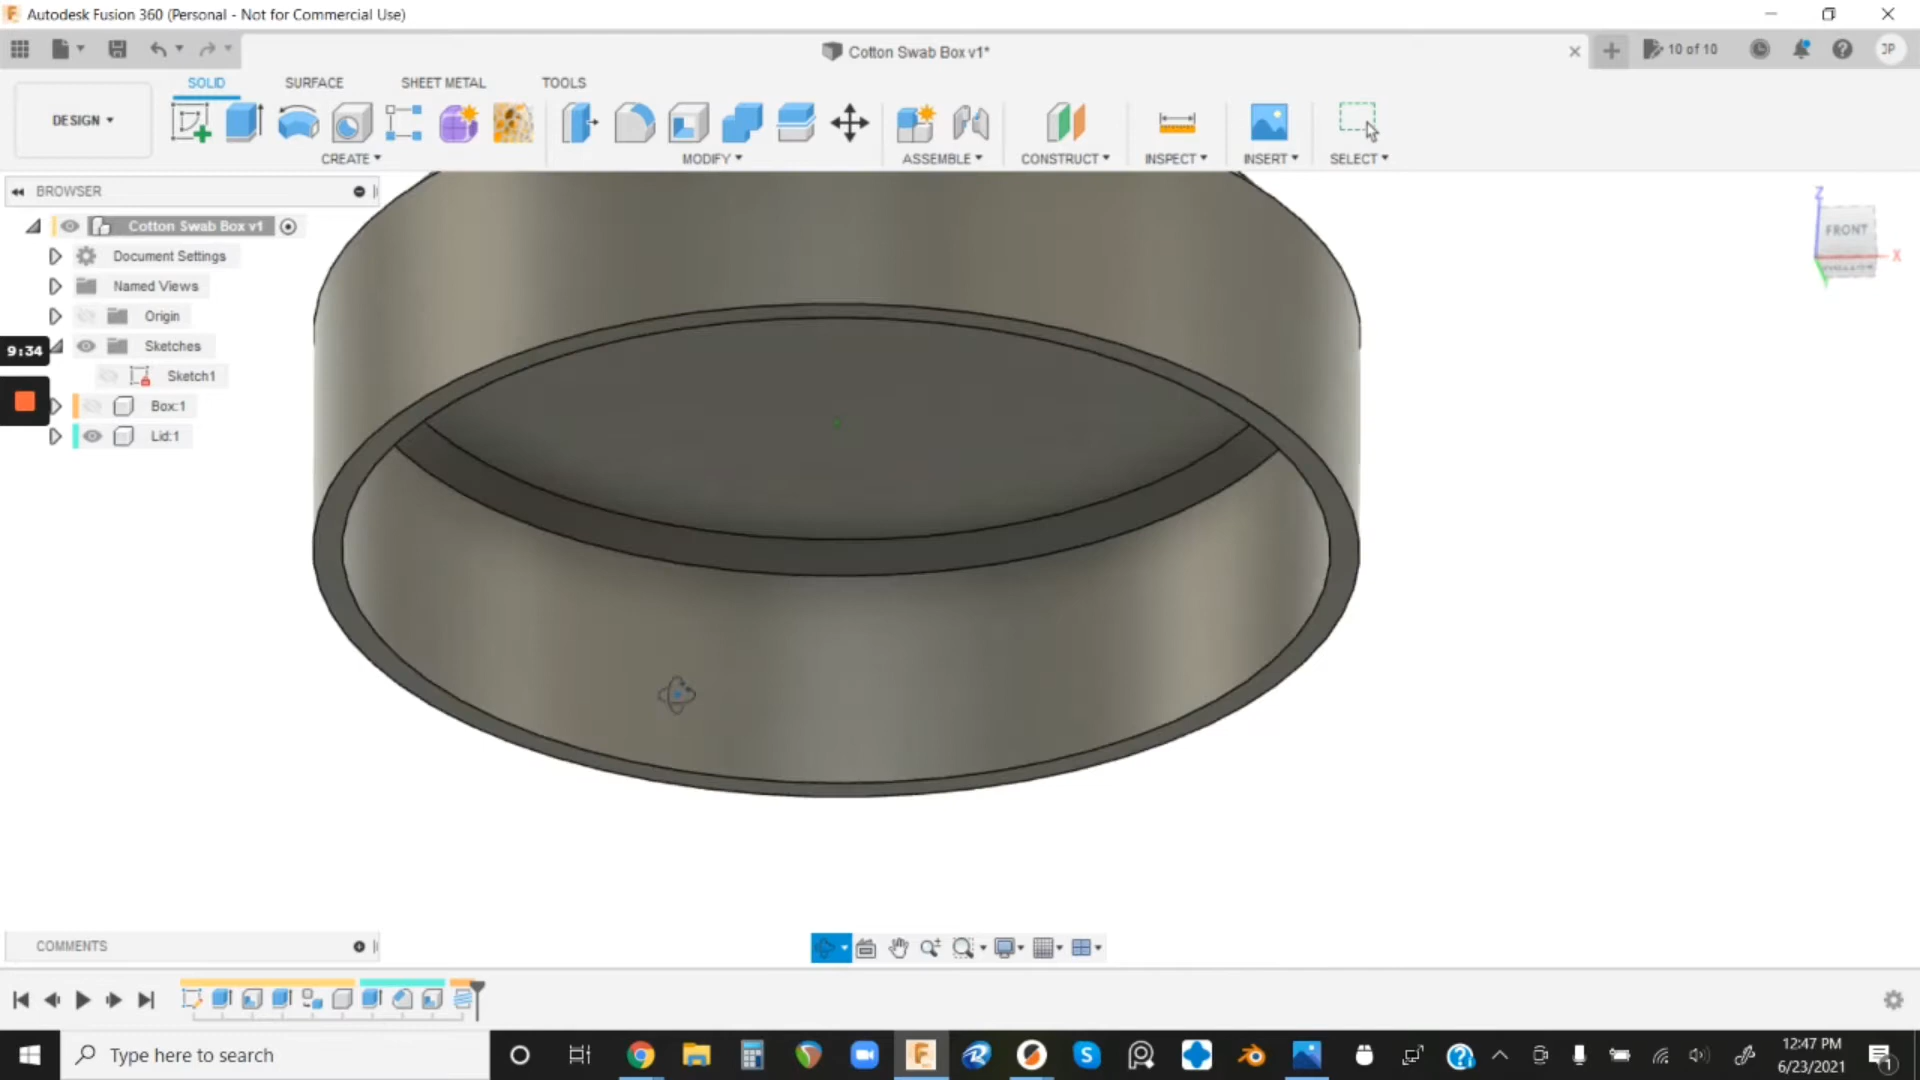 Autodesk Fusion 360 (Personal - Not for Commercial Use)
Cotton Swab Box v1*
10 of 10
JP
SOLID SURFACE SHEET METAL TOOLS
DESIGN
CREATE MODIFY ASSEMBLE CONSTRUCT INSPECT INSERT SELECT
BROWSER
Cotton Swab Box v1
Document Settings
Named Views
Origin
Sketches
Sketch1
Box:1
Lid:1
9:34
Z
FRONT
X
COMMENTS
Type here to search
12:47 PM
6/23/2021
1